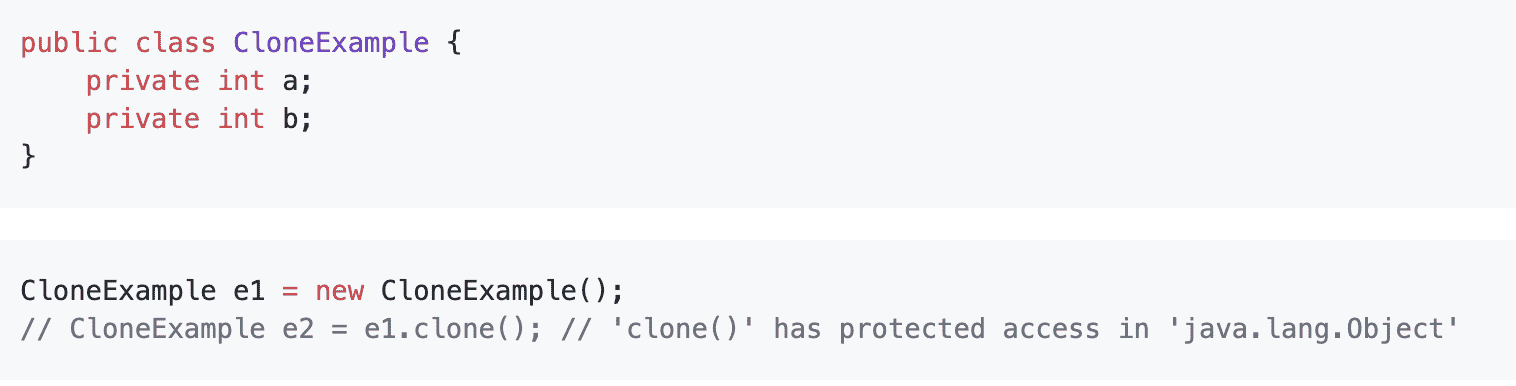 public class CloneExample {
    private int a;
    private int b;
}
CloneExample e1 = new CloneExample();
// CloneExample e2 = e1.clone(); // 'clone()' has protected access in 'java.lang.Object'